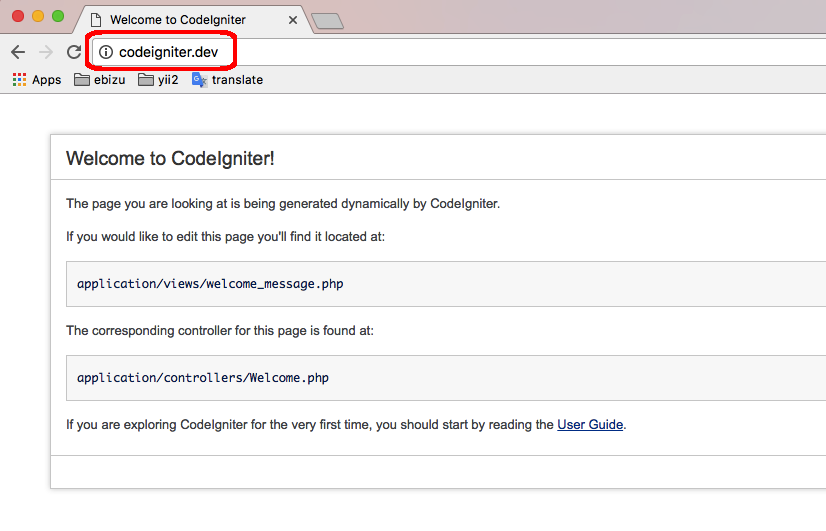 Welcome to CodeIgniter
codeigniter.dev
Apps ebizu yii2 translate
Welcome to CodeIgniter!
The page you are looking at is being generated dynamically by CodeIgniter.
If you would like to edit this page you'll find it located at:
application/views/welcome_message.php
The corresponding controller for this page is found at:
application/controllers/Welcome.php
If you are exploring CodeIgniter for the very first time, you should start by reading the User Guide.